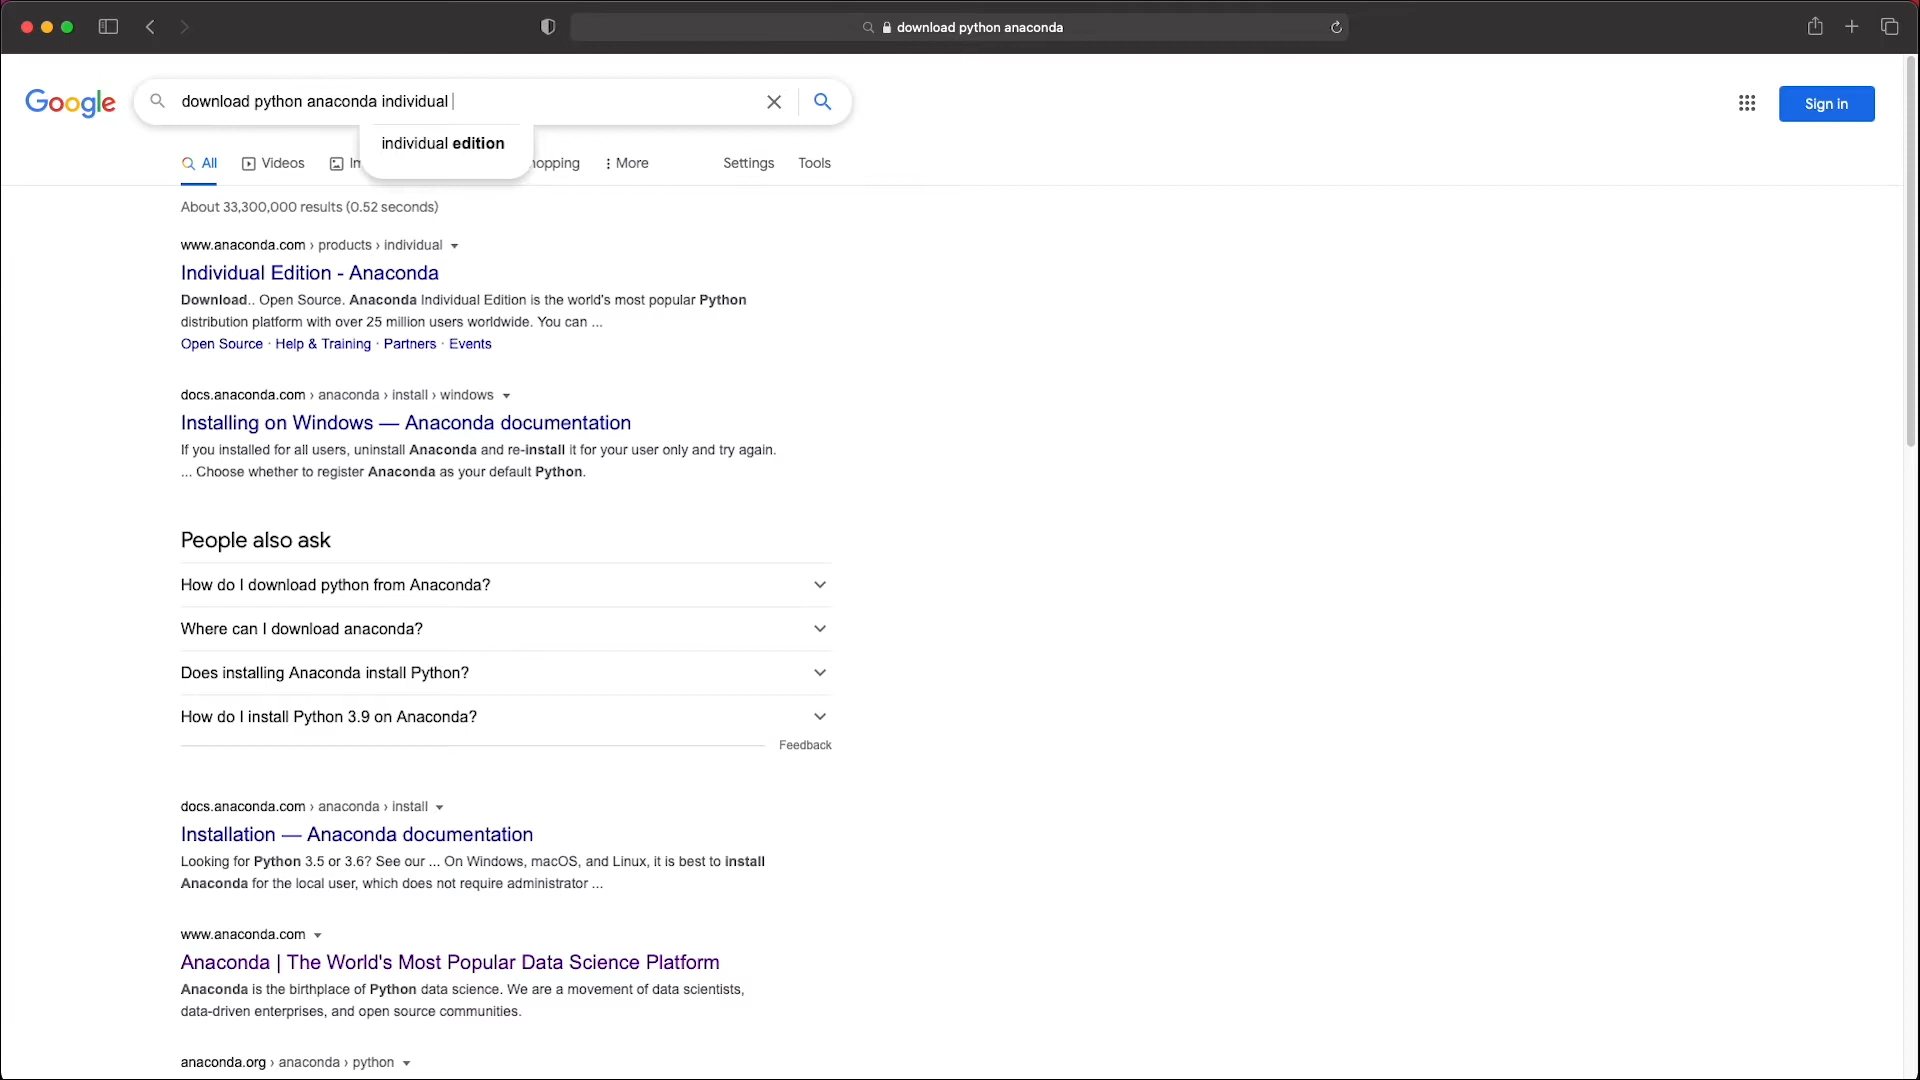 download python anaconda
Google
download python anaconda individual
Sign in
individual edition
All
Videos
Im
hopping
More
Settings
Tools
About 33,300,000 results (0.52 seconds)
www.anaconda.com › products › individual
Individual Edition - Anaconda
Download.. Open Source. Anaconda Individual Edition is the world's most popular Python
distribution platform with over 25 million users worldwide. You can ...
Open Source · Help & Training · Partners · Events
docs.anaconda.com › anaconda › install › windows
Installing on Windows — Anaconda documentation
If you installed for all users, uninstall Anaconda and re-install it for your user only and try again.
... Choose whether to register Anaconda as your default Python.
People also ask
How do I download python from Anaconda?
Where can I download anaconda?
Does installing Anaconda install Python?
How do I install Python 3.9 on Anaconda?
Feedback
docs.anaconda.com › anaconda › install
Installation — Anaconda documentation
Looking for Python 3.5 or 3.6? See our ... On Windows, macOS, and Linux, it is best to install
Anaconda for the local user, which does not require administrator ...
www.anaconda.com
Anaconda | The World's Most Popular Data Science Platform
Anaconda is the birthplace of Python data science. We are a movement of data scientists,
data-driven enterprises, and open source communities.
anaconda.org › anaconda › python